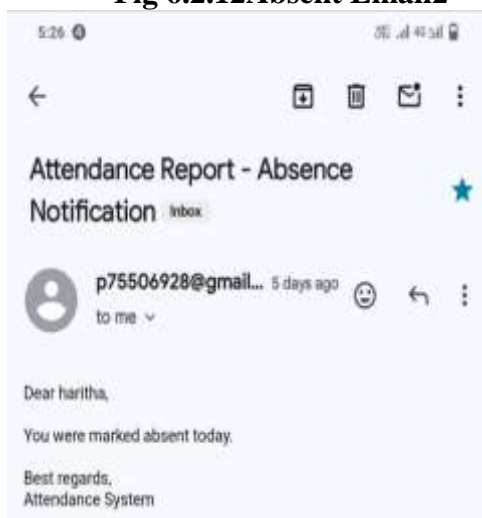 5:26
Attendance Report - Absence
Notification Inbox
p75506928@gmail... 5 days ago
to me
Dear haritha,
You were marked absent today.
Best regards,
Attendance System